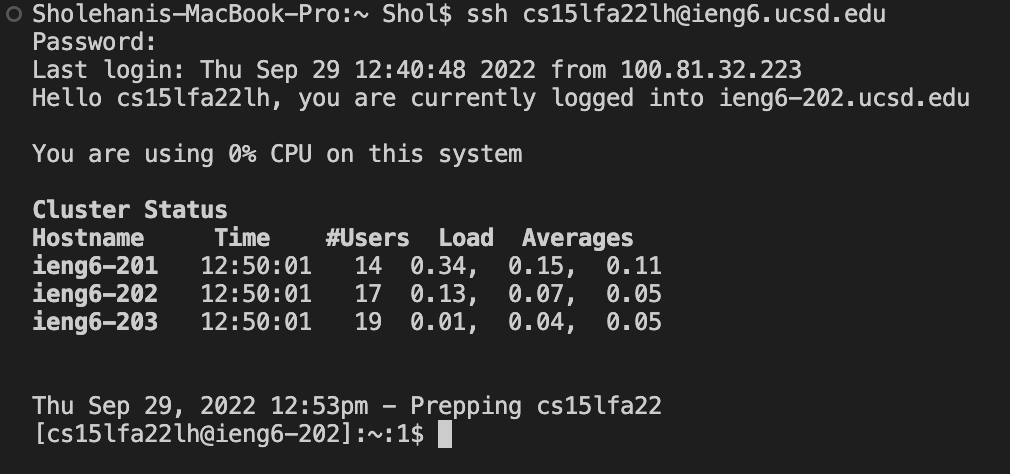 Sholehanis-MacBook-Pro:~ Shol$ ssh cs15lfa22lh@ieng6.ucsd.edu
Password:
Last login: Thu Sep 29 12:40:48 2022 from 100.81.32.223
Hello cs15lfa22lh, you are currently logged into ieng6-202.ucsd.edu
You are using 0% CPU on this system
Cluster Status
Hostname     Time    #Users  Load  Averages
ieng6-201   12:50:01   14  0.34,  0.15,  0.11
ieng6-202   12:50:01   17  0.13,  0.07,  0.05
ieng6-203   12:50:01   19  0.01,  0.04,  0.05
Thu Sep 29, 2022 12:53pm - Prepping cs15lfa22
[cs15lfa22lh@ieng6-202]:~:1$